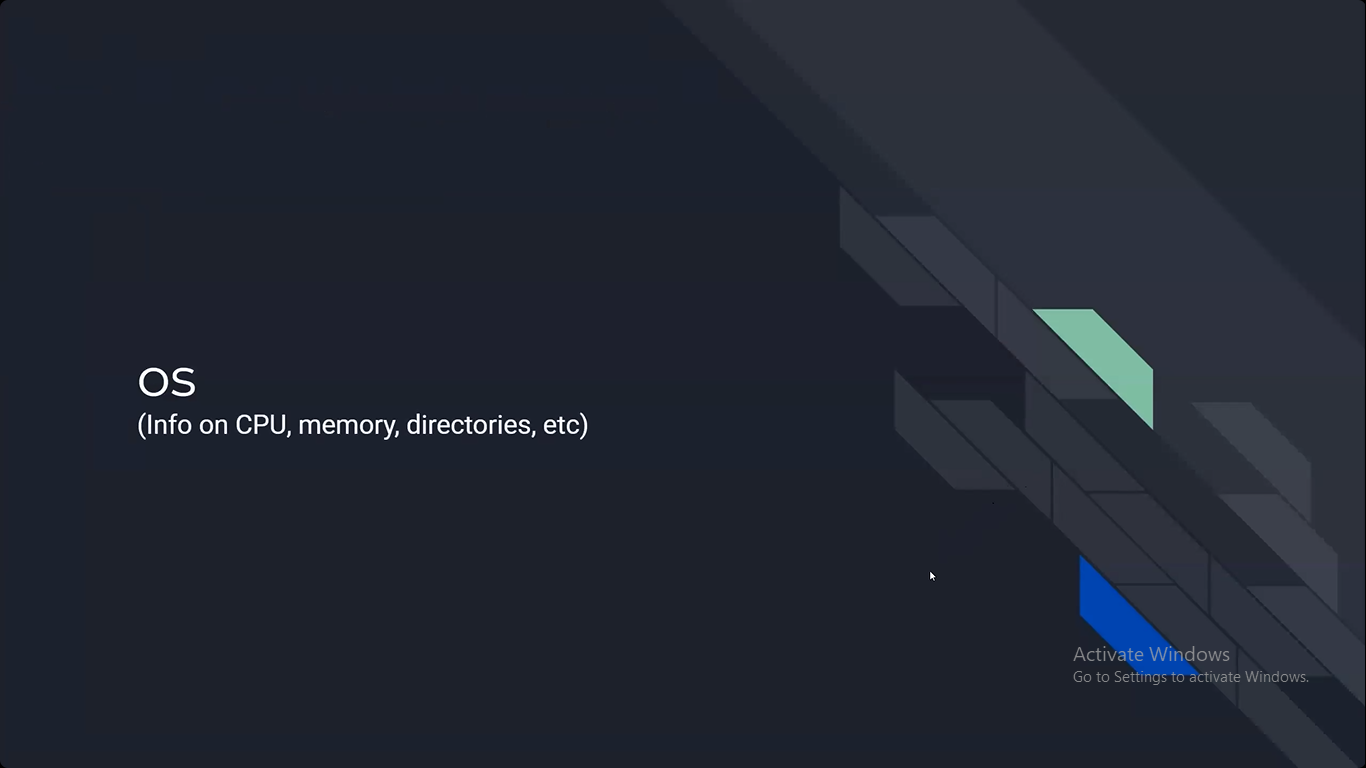 OS
(Info on CPU, memory, directories, etc)
Activate Windows
Go to Settings to activate Windows.